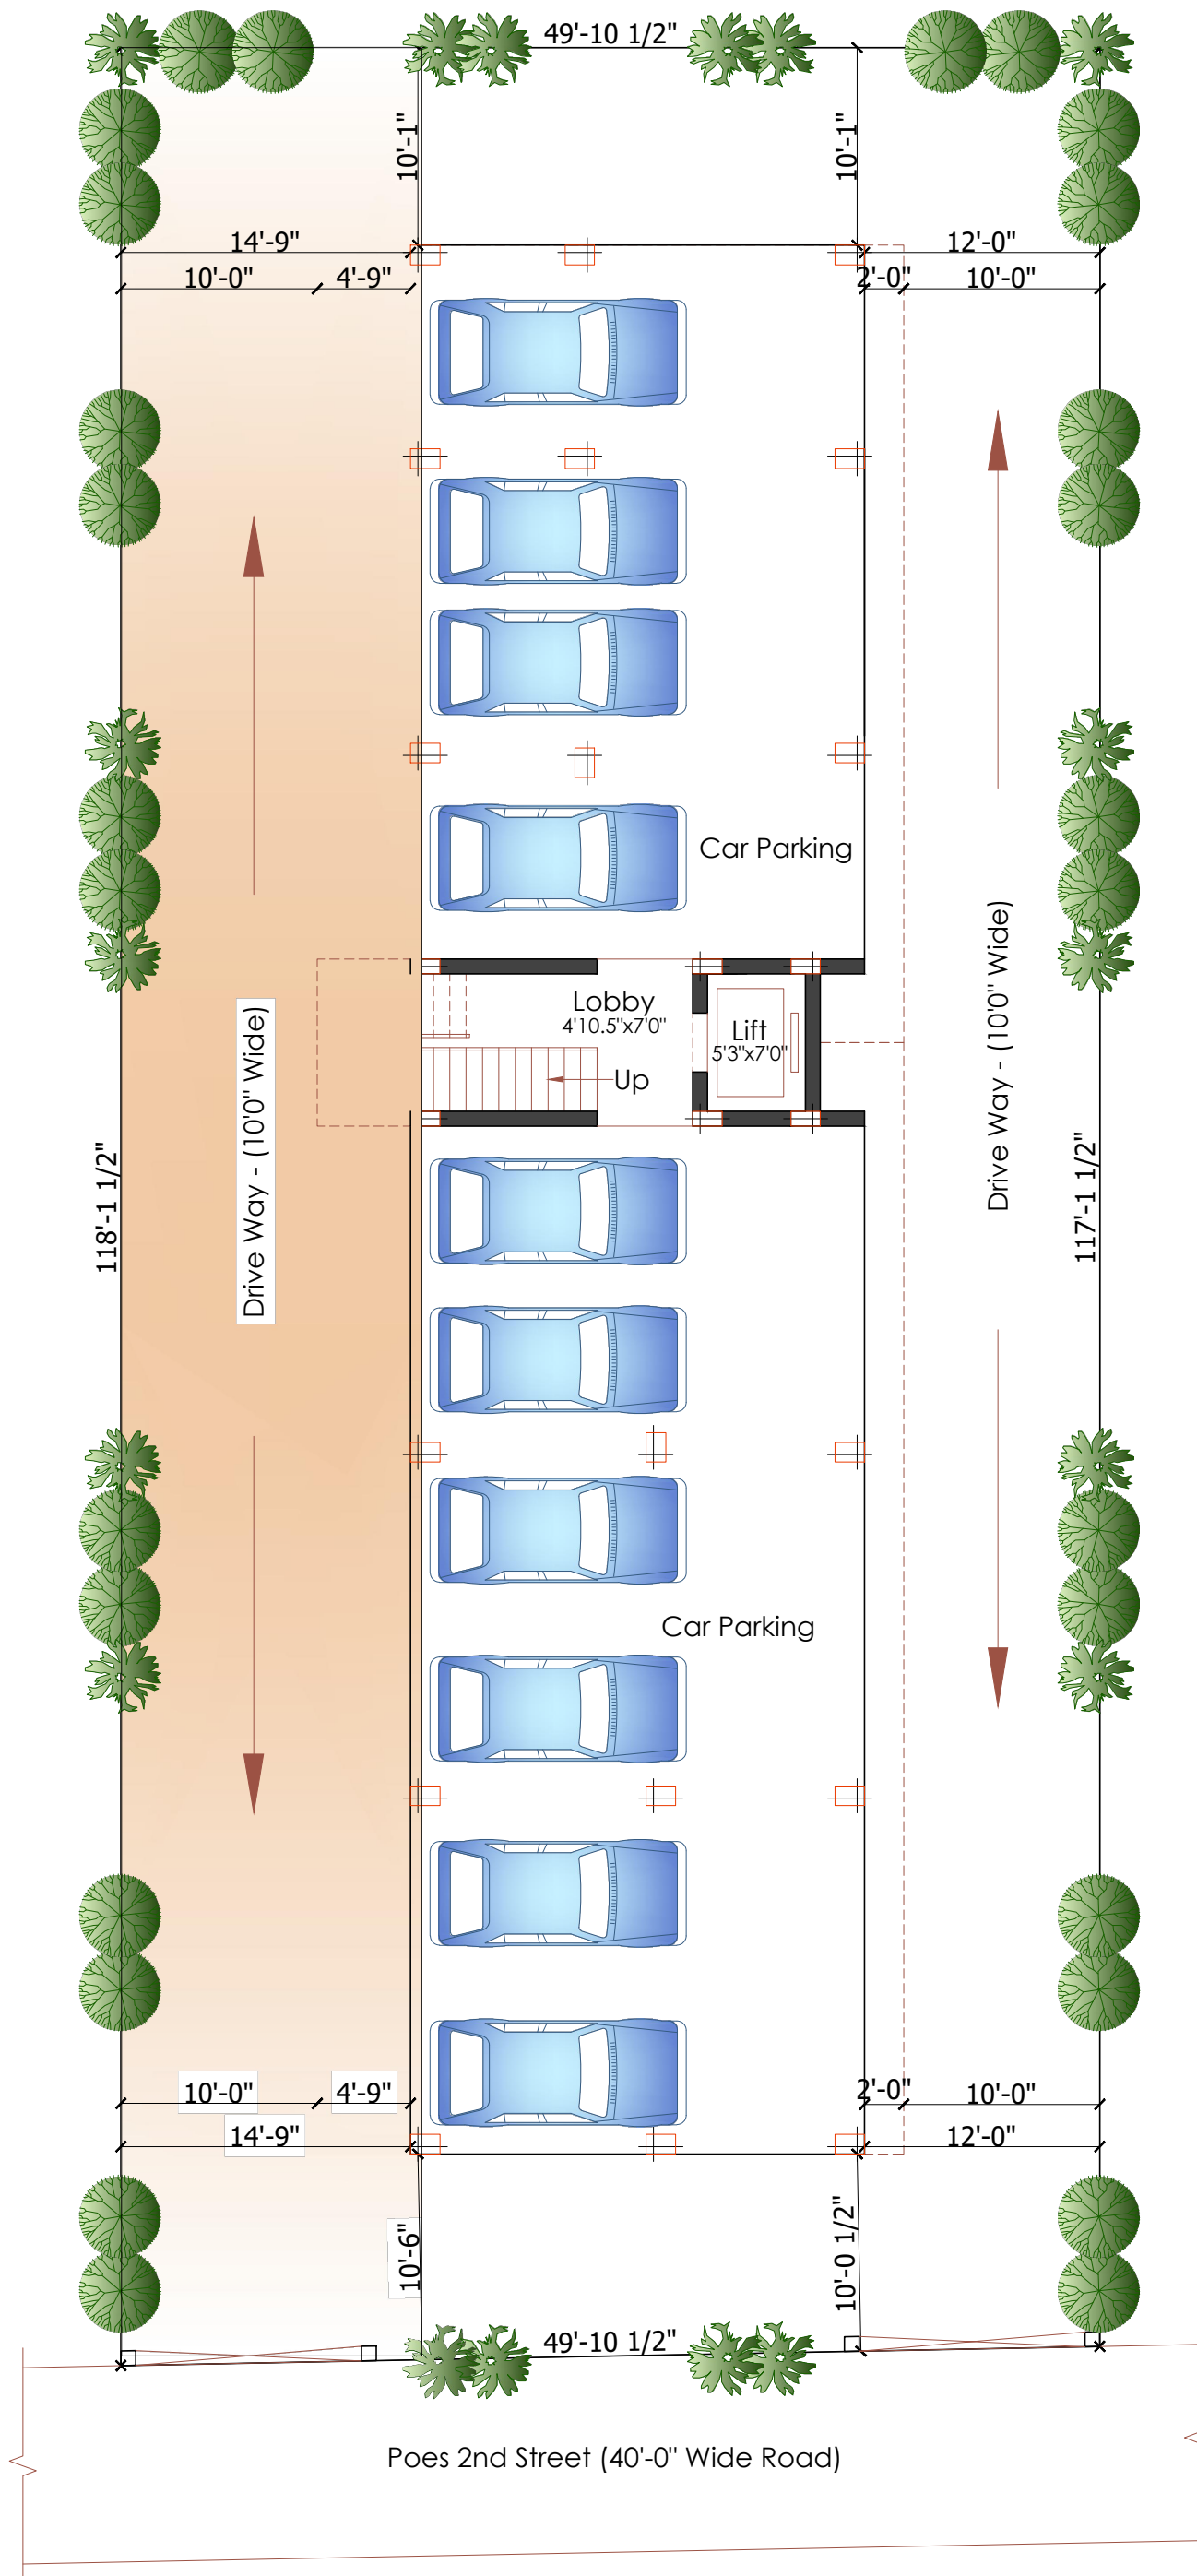 49'-10 1/2"
10'-1"
10'-1"
14'-9"
12'-0"
10'-0"
4'-9"
2'-0"
10'-0"
Car Parking
Drive Way - (10'0" Wide)
Drive Way - (10'0" Wide)
Lobby
4'10.5"x7'0"
Lift
5'3"x7'0"
Up
118'-1 1/2"
117'-1 1/2"
Car Parking
10'-0"
4'-9"
2'-0"
10'-0"
14'-9"
12'-0"
10'-6"
10'-0 1/2"
49'-10 1/2"
Poes 2nd Street (40'-0" Wide Road)